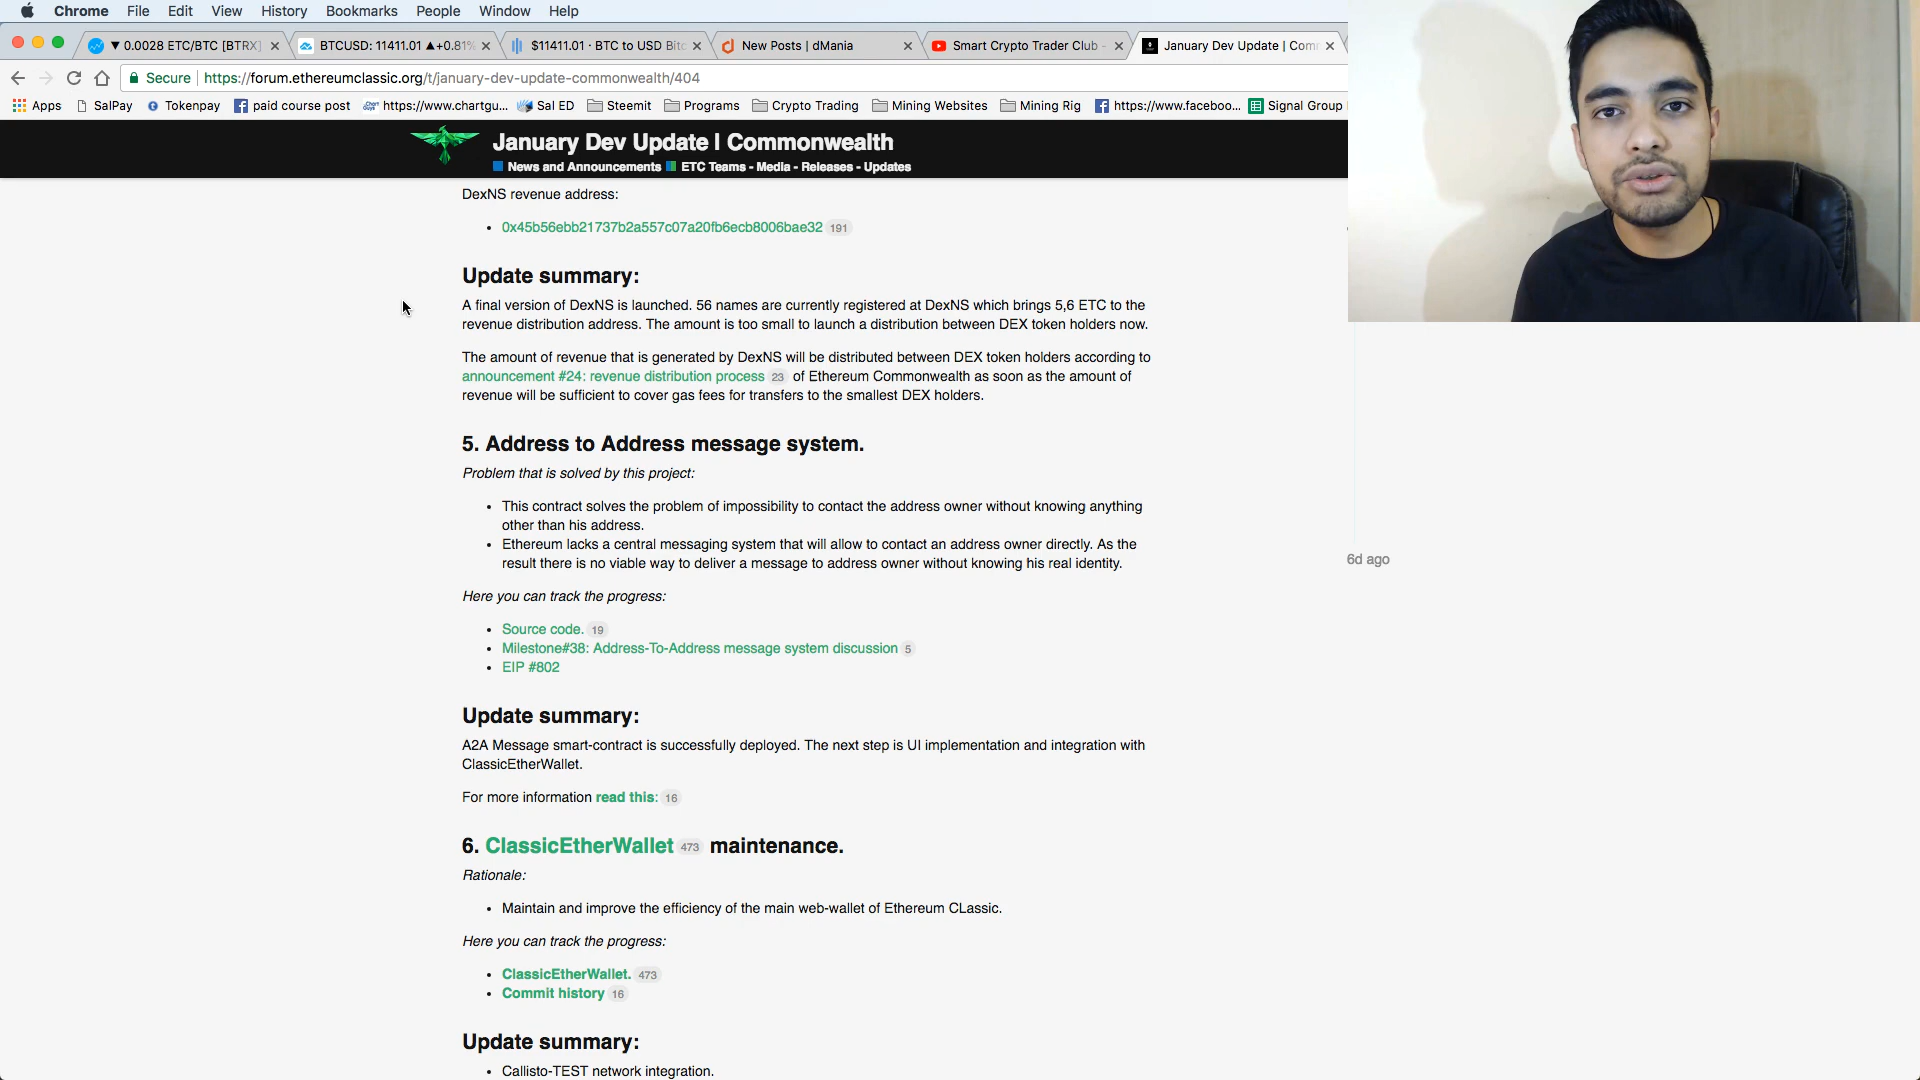 Chrome File Edit View History Bookmarks People Window Help
▼ 0.0028 ETC/BTC [BTRX]
BTCUSD: 11411.01 ▲+0.81%
$11411.01 · BTC to USD Bitc
New Posts | dMania
Smart Crypto Trader Club -
January Dev Update | Comm
Secure https://forum.ethereumclassic.org/t/january-dev-update-commonwealth/404
Apps SalPay Tokenpay paid course post https://www.chartgu... Sal ED Steemit Programs Crypto Trading Mining Websites Mining Rig https://www.faceboo... Signal Group
January Dev Update | Commonwealth
News and Announcements ETC Teams - Media - Releases - Updates
DexNS revenue address:
• 0x45b56ebb21737b2a557c07a20fb6ecb8006bae32 191
Update summary:
A final version of DexNS is launched. 56 names are currently registered at DexNS which brings 5,6 ETC to the
revenue distribution address. The amount is too small to launch a distribution between DEX token holders now.
The amount of revenue that is generated by DexNS will be distributed between DEX token holders according to
announcement #24: revenue distribution process 23 of Ethereum Commonwealth as soon as the amount of
revenue will be sufficient to cover gas fees for transfers to the smallest DEX holders.
5. Address to Address message system.
Problem that is solved by this project:
• This contract solves the problem of impossibility to contact the address owner without knowing anything
other than his address.
• Ethereum lacks a central messaging system that will allow to contact an address owner directly. As the
result there is no viable way to deliver a message to address owner without knowing his real identity.
6d ago
Here you can track the progress:
• Source code. 19
• Milestone#38: Address-To-Address message system discussion 5
• EIP #802
Update summary:
A2A Message smart-contract is successfully deployed. The next step is UI implementation and integration with
ClassicEtherWallet.
For more information read this: 16
6. ClassicEtherWallet 473 maintenance.
Rationale:
• Maintain and improve the efficiency of the main web-wallet of Ethereum CLassic.
Here you can track the progress:
• ClassicEtherWallet. 473
• Commit history 16
Update summary:
• Callisto-TEST network integration.